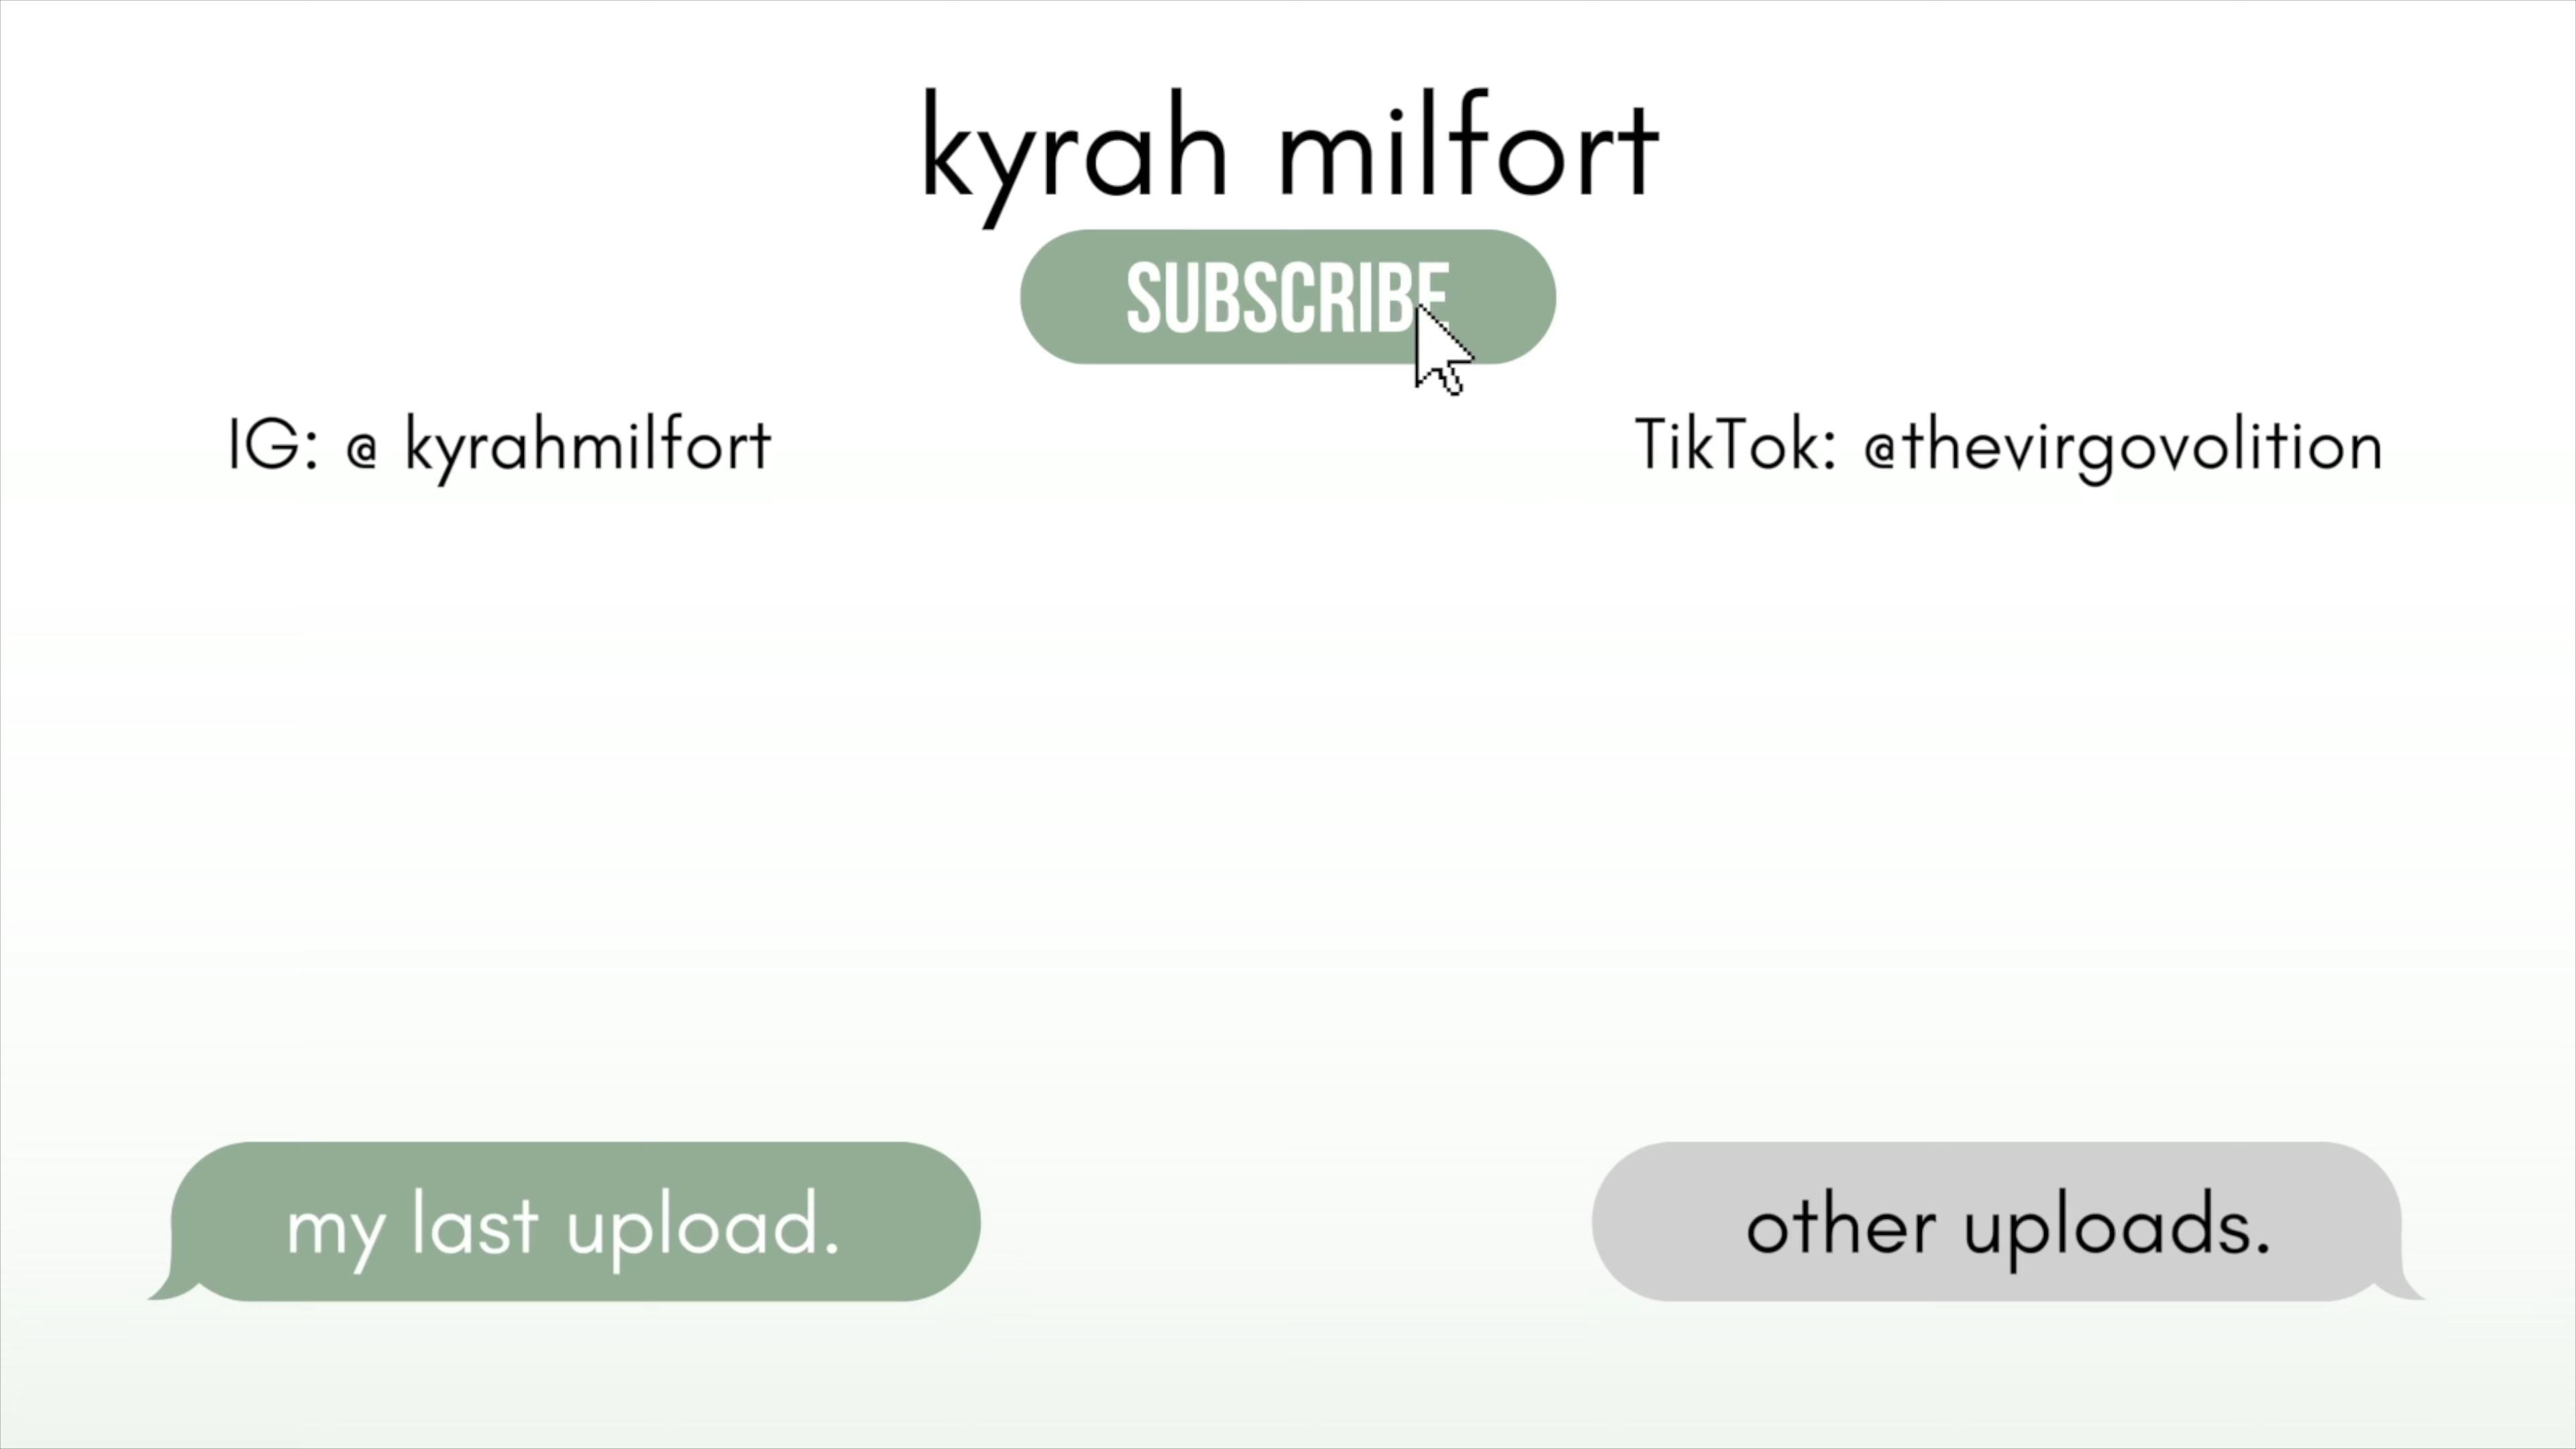 kyrah milfort
SUBSCRIBE
IG: @ kyrahmilfort
TikTok: @thevirgovolition
my last upload.
other uploads.